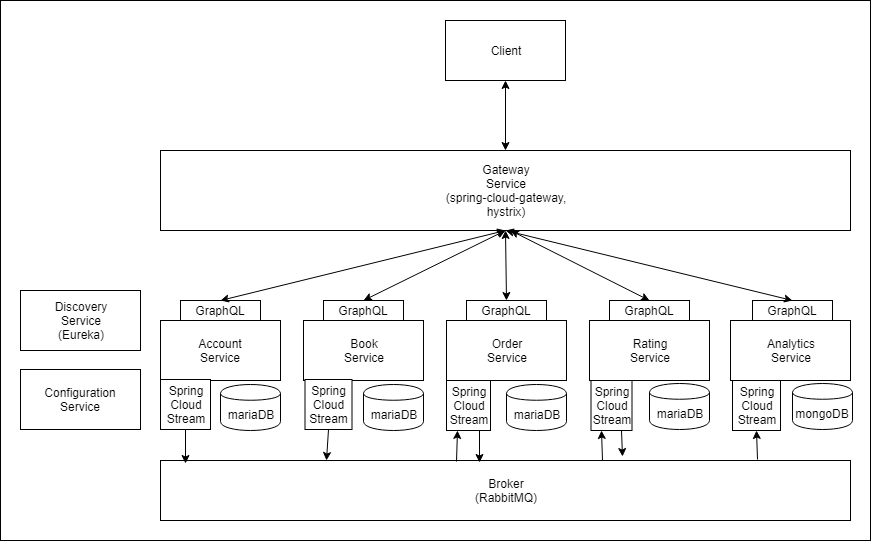 Client
Gateway
Service
(spring-cloud-gateway,
hystrix)
Discovery
Service
(Eureka)
Configuration
Service
GraphQL
Account
Service
Spring
Cloud
Stream
mariaDB
GraphQL
Book
Service
Spring
Cloud
Stream
mariaDB
GraphQL
Order
Service
Spring
Cloud
Stream
mariaDB
GraphQL
Rating
Service
Spring
Cloud
Stream
mariaDB
GraphQL
Analytics
Service
Spring
Cloud
Stream
mongoDB
Broker
(RabbitMQ)